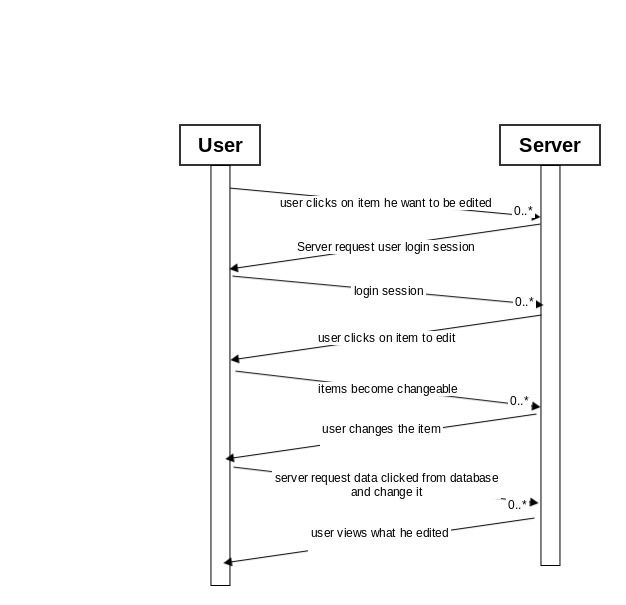 User
Server
user clicks on item he want to be edited
0..*
Server request user login session
login session
0..*
user clicks on item to edit
items become changeable
0..*
user changes the item
server request data clicked from database
and change it
0..*
user views what he edited